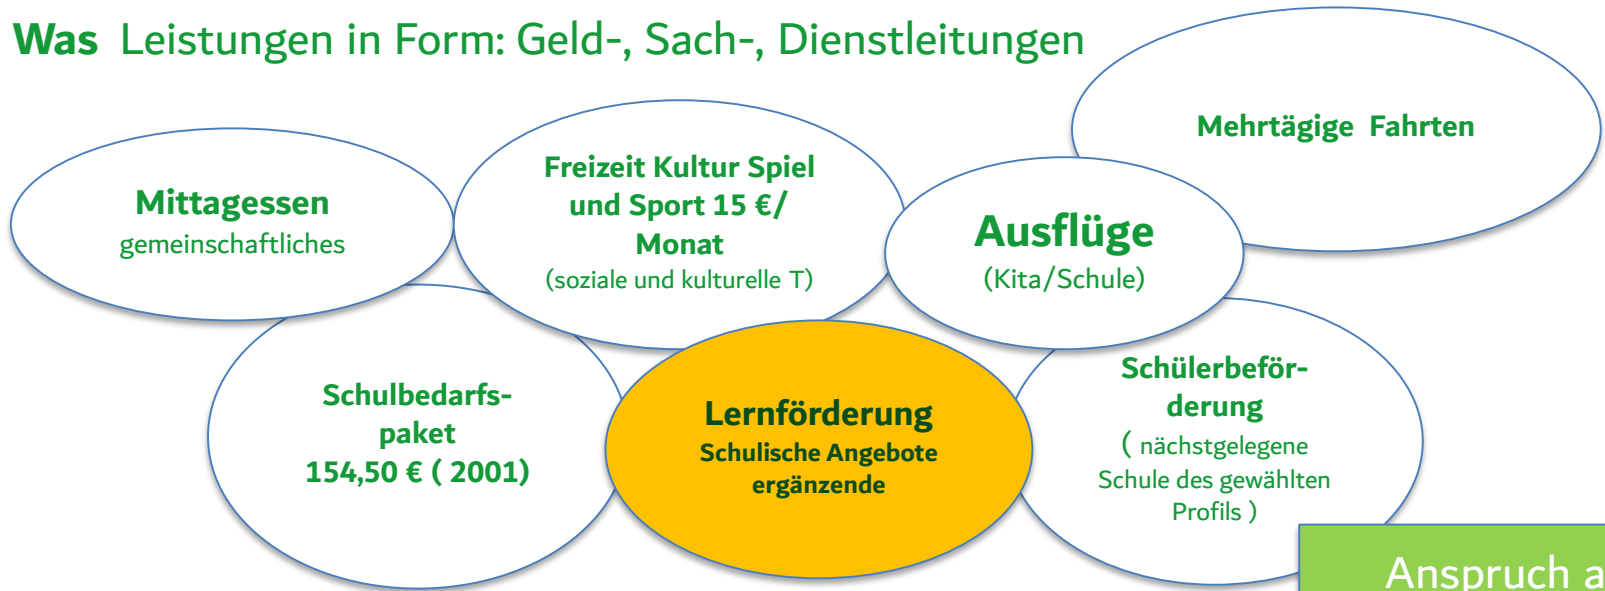 Was Leistungen in Form: Geld-, Sach-, Dienstleitungen
Mittagessen
gemeinschaftliches
Freizeit Kultur Spiel
und Sport 15 €/
Monat
(soziale und kulturelle T)
Ausflüge
(Kita/Schule)
Mehrtägige Fahrten
Schulbedarfs-
paket
154,50 € ( 2001)
Lernförderung
Schulische Angebote
ergänzende
Schülerbeför-
derung
( nächstgelegene
Schule des gewählten
Profils )
Anspruch a